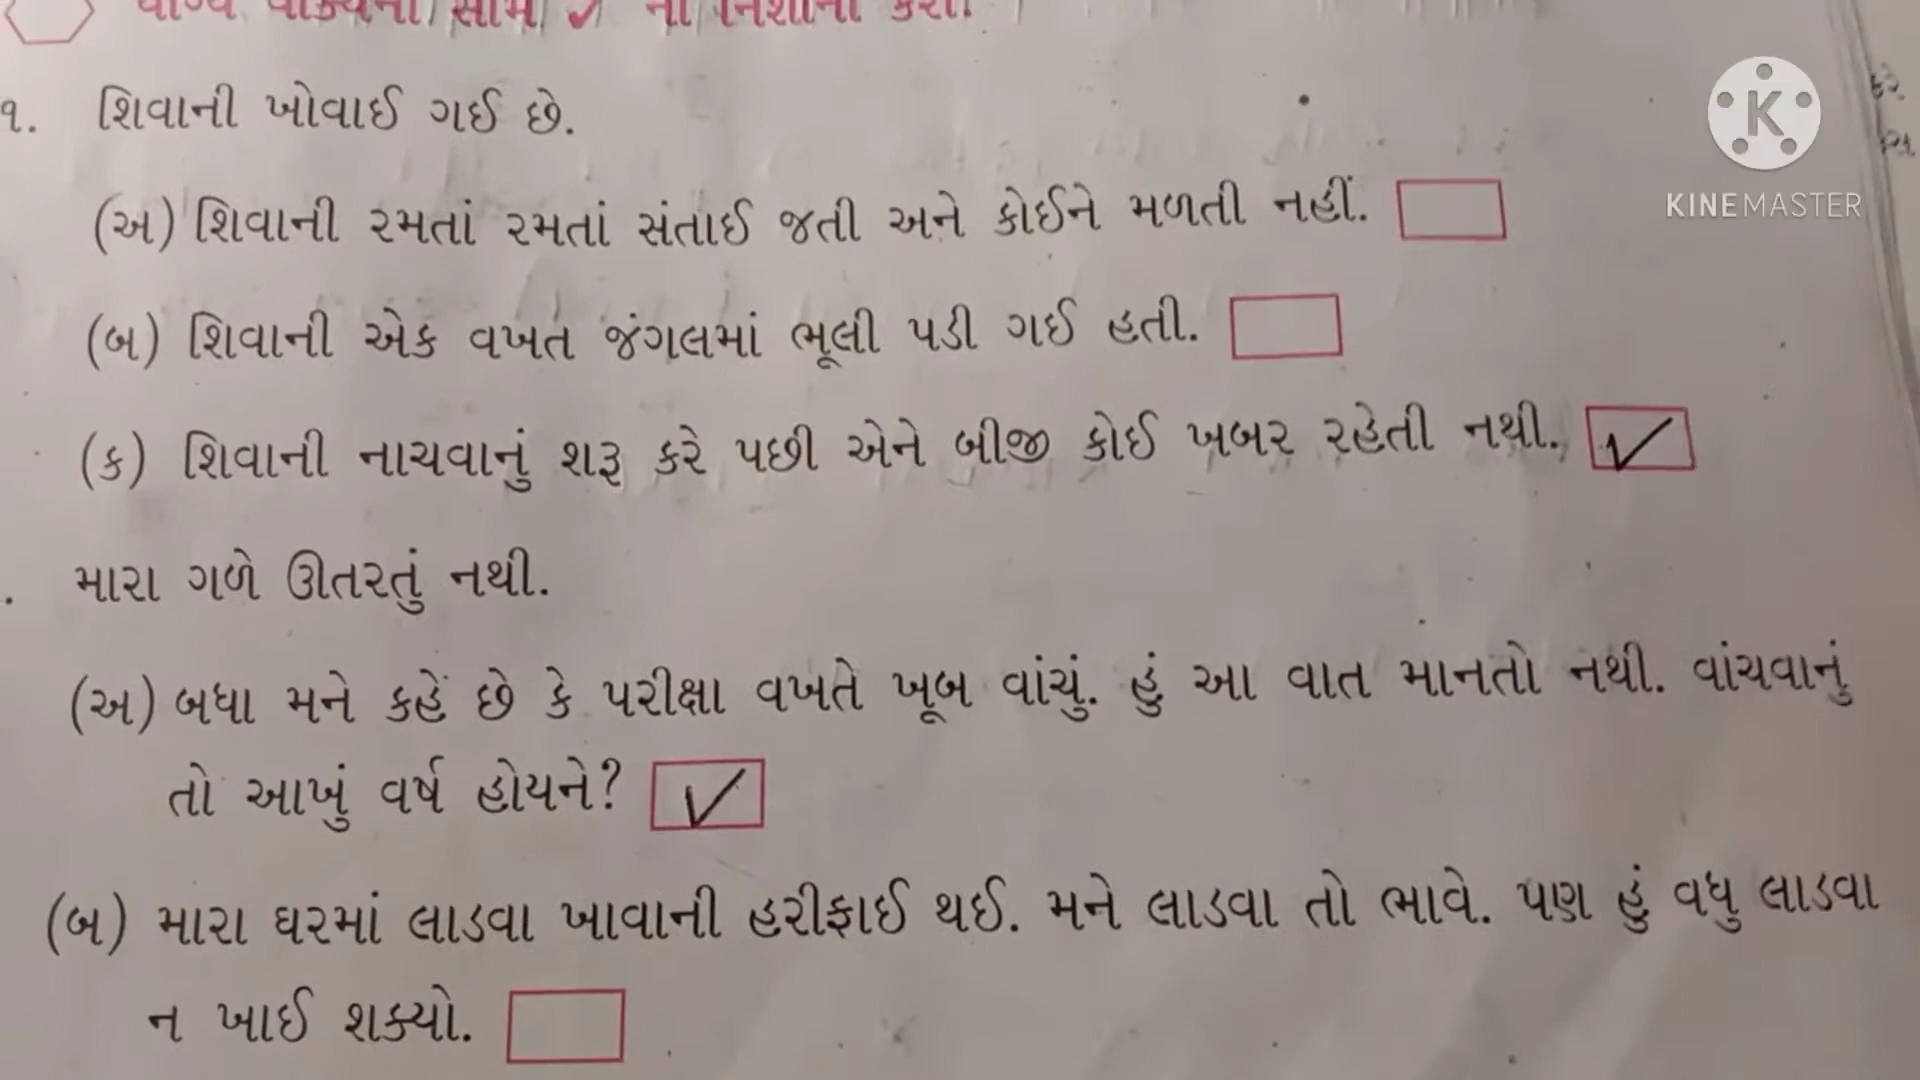 યોગ્ય વાક્યની સામે ✓ ની નિશાની કરો.
૧. શિવાની ખોવાઈ ગઈ છે.
(અ) શિવાની રમતાં રમતાં સંતાઈ જતી અને કોઈને મળતી નહીં.
(બ) શિવાની એક વખત જંગલમાં ભૂલી પડી ગઈ હતી.
(ક) શિવાની નાચવાનું શરૂ કરે પછી એને બીજી કોઈ ખબર રહેતી નથી. ✓
. મારા ગળે ઊતરતું નથી.
(અ) બધા મને કહે છે કે પરીક્ષા વખતે ખૂબ વાંચું. હું આ વાત માનતો નથી. વાંચવાનું
તો આખું વર્ષ હોયને? ✓
(બ) મારા ઘરમાં લાડવા ખાવાની હરીફાઈ થઈ. મને લાડવા તો ભાવે. પણ હું વધુ લાડવા
ન ખાઈ શક્યો.
KINEMASTER